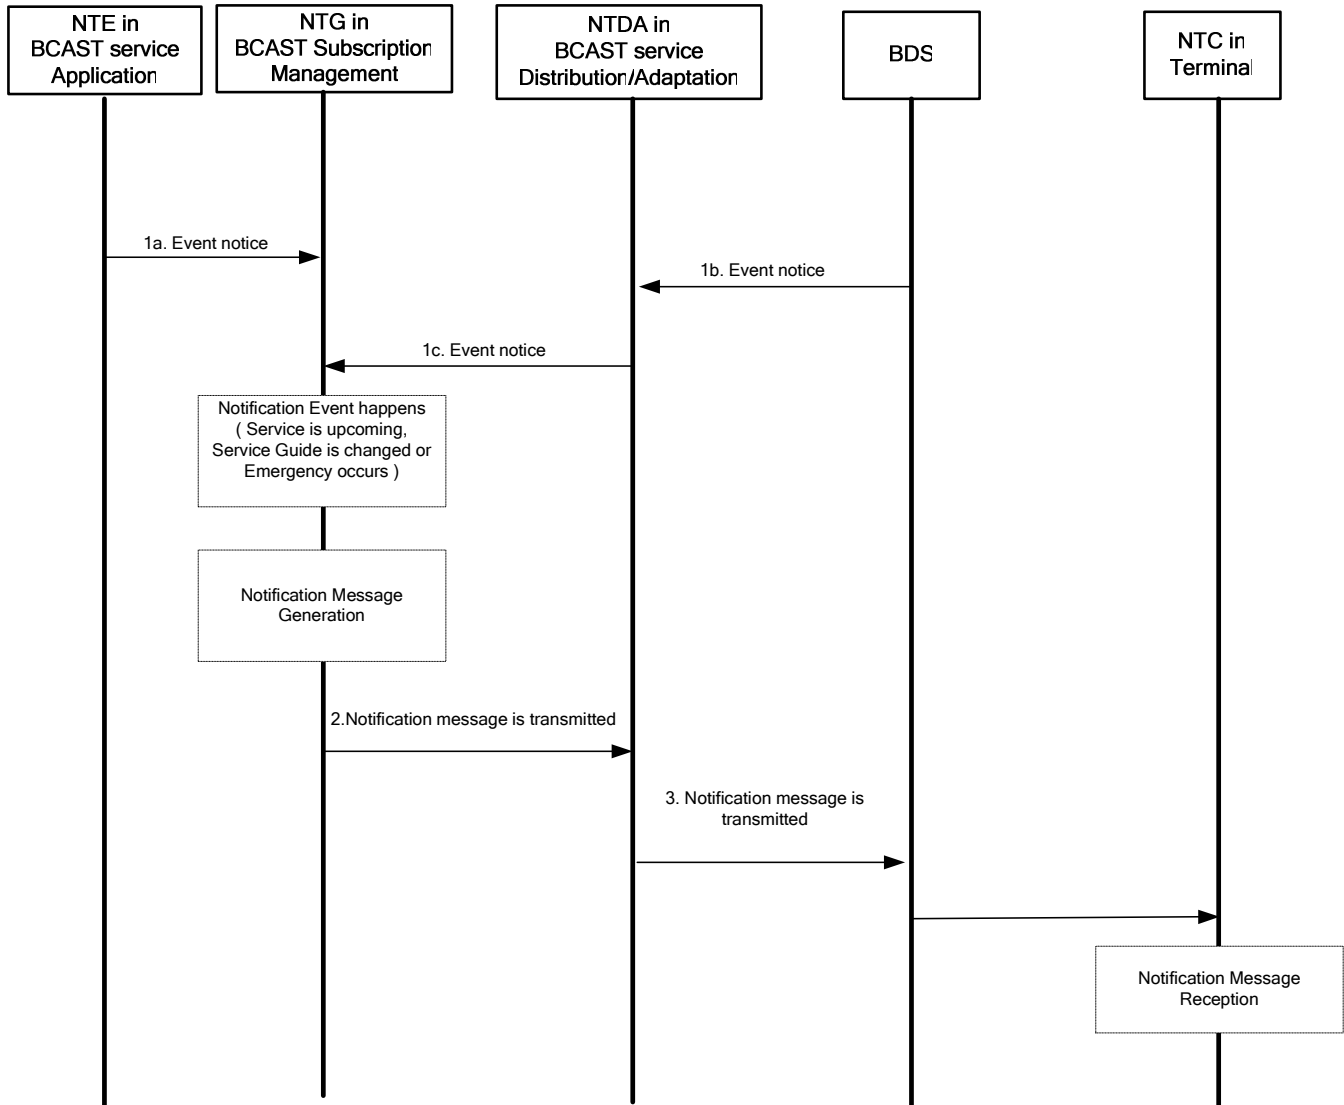 NTE in
BCAST service
Application
NTG in
BCAST Subscription
Management
NTDA in
BCAST service
Distribution/Adaptation
BDS
NTC in
Terminal
1a. Event notice
1b. Event notice
1c. Event notice
Notification Event happens
( Service is upcoming,
Service Guide is changed or
Emergency occurs )
Notification Message
Generation
2.Notification message is transmitted
3. Notification message is
transmitted
Notification Message
Reception